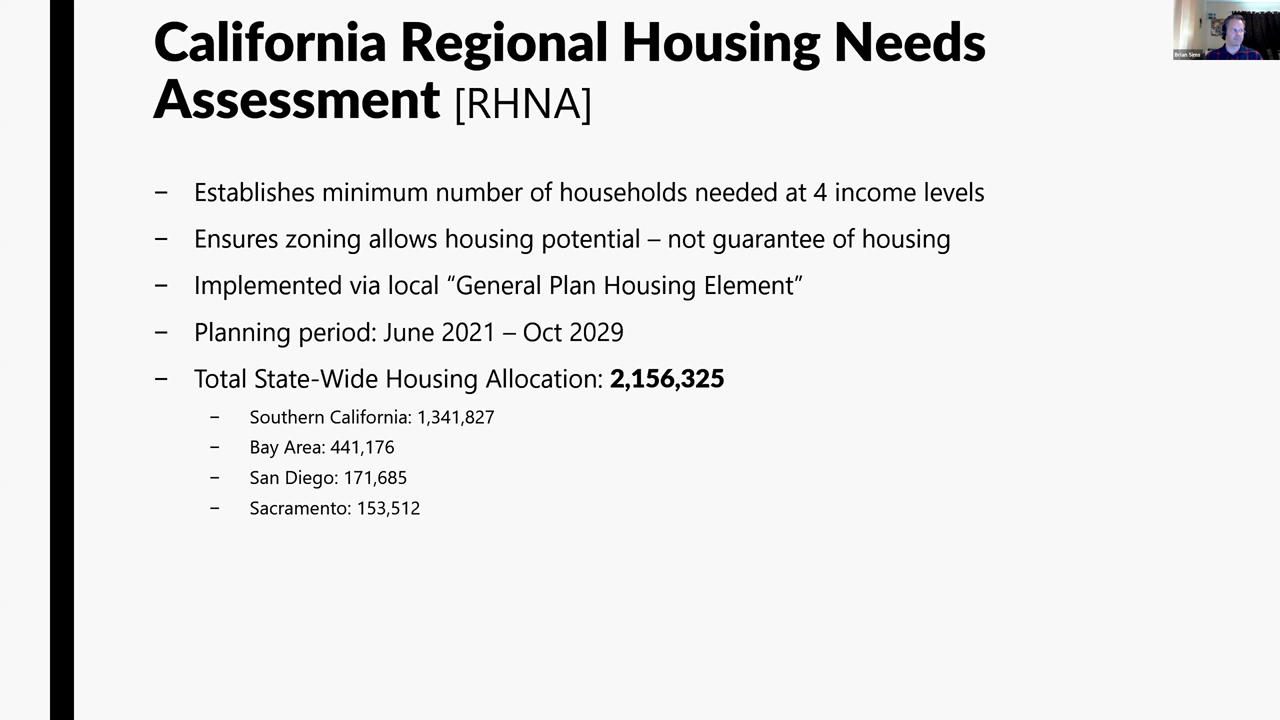 California Regional Housing Needs
Assessment [RHNA]
– Establishes minimum number of households needed at 4 income levels
– Ensures zoning allows housing potential – not guarantee of housing
– Implemented via local “General Plan Housing Element”
– Planning period: June 2021 – Oct 2029
– Total State-Wide Housing Allocation: 2,156,325
– Southern California: 1,341,827
– Bay Area: 441,176
– San Diego: 171,685
– Sacramento: 153,512
Brian Sims